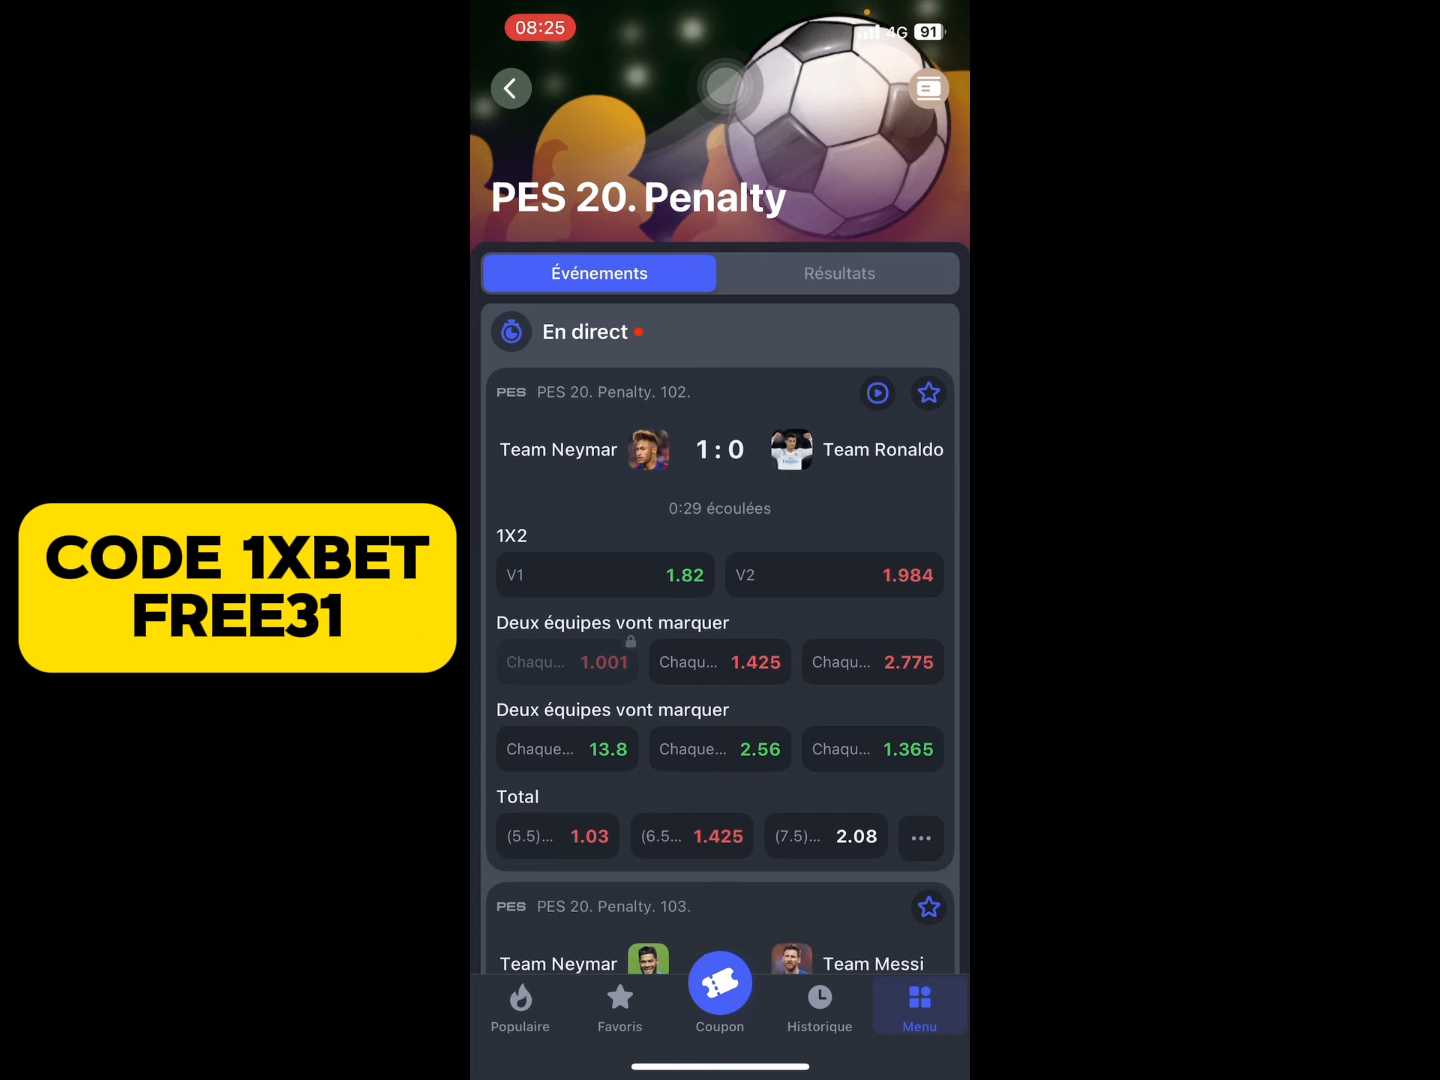 08:25
4G 91
PES 20. Penalty
Événements Résultats
En direct
PES PES 20. Penalty. 102.
Team Neymar 1 : 0 Team Ronaldo
0:29 écoulées
1X2
V1 1.82 V2 1.984
Deux équipes vont marquer
Chaqu... 1.001 Chaqu... 1.425 Chaqu... 2.775
Deux équipes vont marquer
Chaque... 13.8 Chaque... 2.56 Chaqu... 1.365
Total
(5.5)... 1.03 (6.5... 1.425 (7.5)... 2.08
PES PES 20. Penalty. 103.
Team Neymar Team Messi
Populaire Favoris Coupon Historique Menu
CODE 1XBET
FREE31